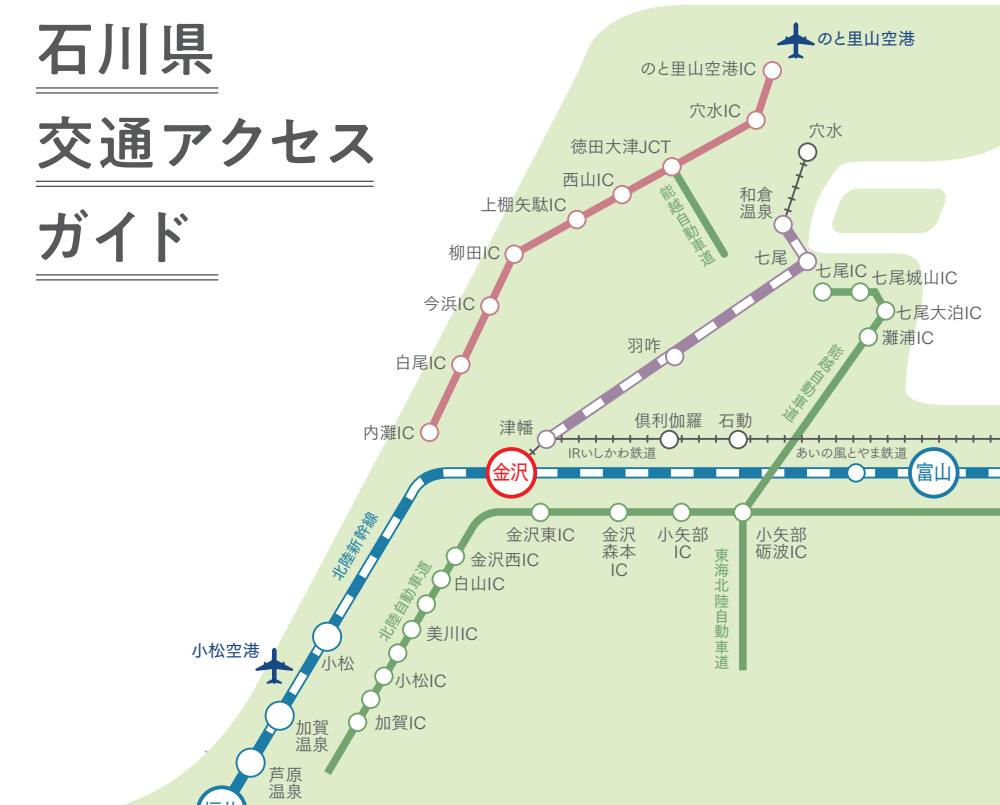 石川県
交通アクセス
ガイド
のと里山空港
のと里山空港IC
穴水IC
穴水
徳田大津JCT
西山IC
上棚矢駄IC
能越自動車道
和倉
温泉
柳田IC
七尾
七尾IC
七尾城山IC
今浜IC
七尾大泊IC
灘浦IC
羽咋
白尾IC
能越自動車道
内灘IC
津幡
倶利伽羅
石動
IRいしかわ鉄道
あいの風とやま鉄道
金沢
富山
北陸新幹線
金沢東IC
金沢
森本
IC
小矢部
IC
小矢部
砺波IC
金沢西IC
白山IC
北陸自動車道
東海北陸自動車道
美川IC
小松空港
小松
小松IC
加賀IC
加賀
温泉
芦原
温泉